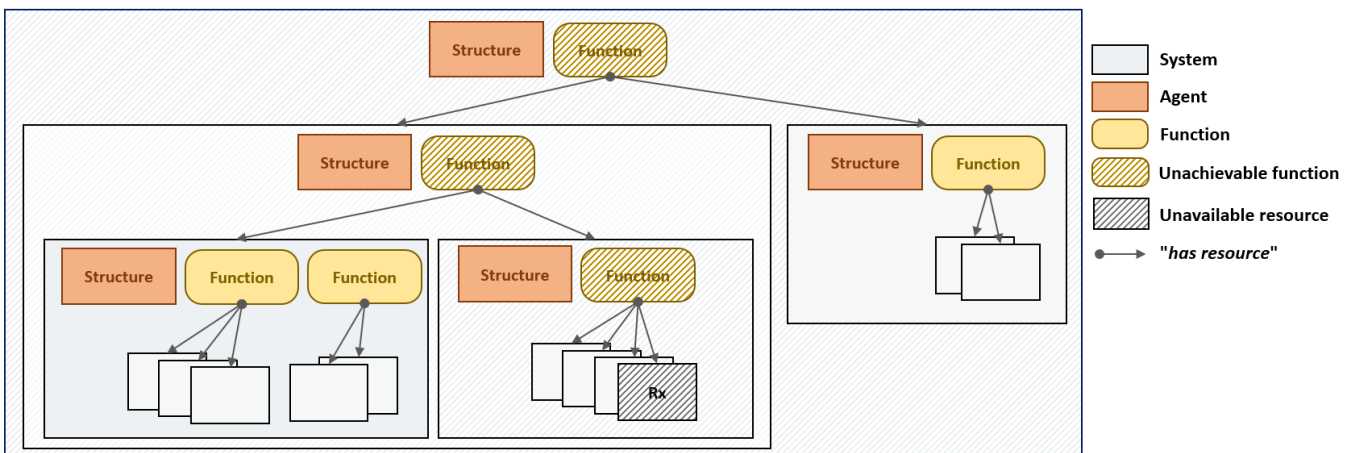 Structure
Function
Structure
Function
Structure
Function
Structure
Function
Function
Structure
Function
Rx
System
Agent
Function
Unachievable function
Unavailable resource
"has resource"